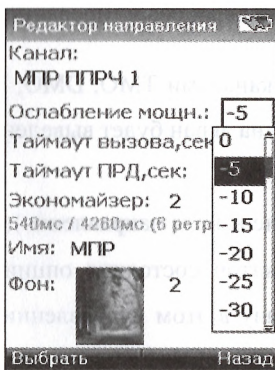 Редактор направления
Канал:
МПР ППРЧ 1
Ослабление мощн.: -5
Таймаут вызова,сек 0
Таймаут ПРД,сек: -5
Экономайзер: 2 -10
540мс / 4260мс (6 ретр -15
Имя: МПР -20
Фон: 2 -25
-30
Выбрать Назад